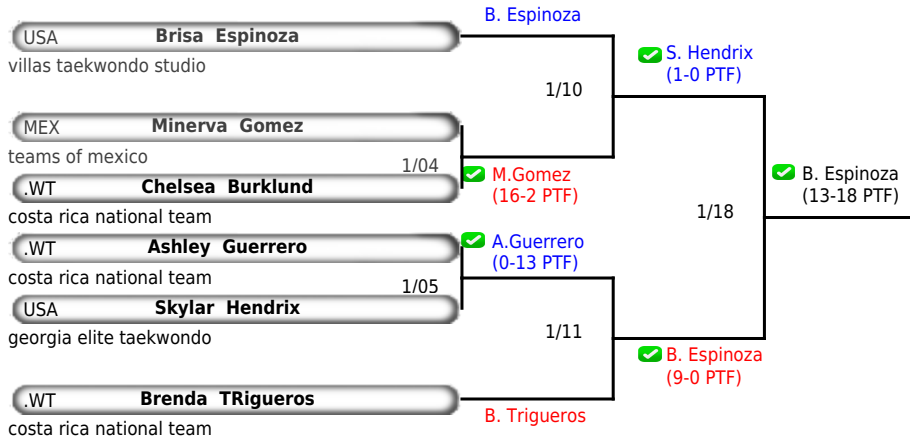 B. Espinoza
USA Brisa Espinoza
villas taekwondo studio
S. Hendrix
(1-0 PTF)
1/10
MEX Minerva Gomez
teams of mexico
1/04
M.Gomez
(16-2 PTF)
.WT Chelsea Burklund
costa rica national team
B. Espinoza
(13-18 PTF)
1/18
.WT Ashley Guerrero
costa rica national team
A.Guerrero
(0-13 PTF)
1/05
USA Skylar Hendrix
georgia elite taekwondo
1/11
B. Espinoza
(9-0 PTF)
.WT Brenda TRigueros
costa rica national team
B. Trigueros